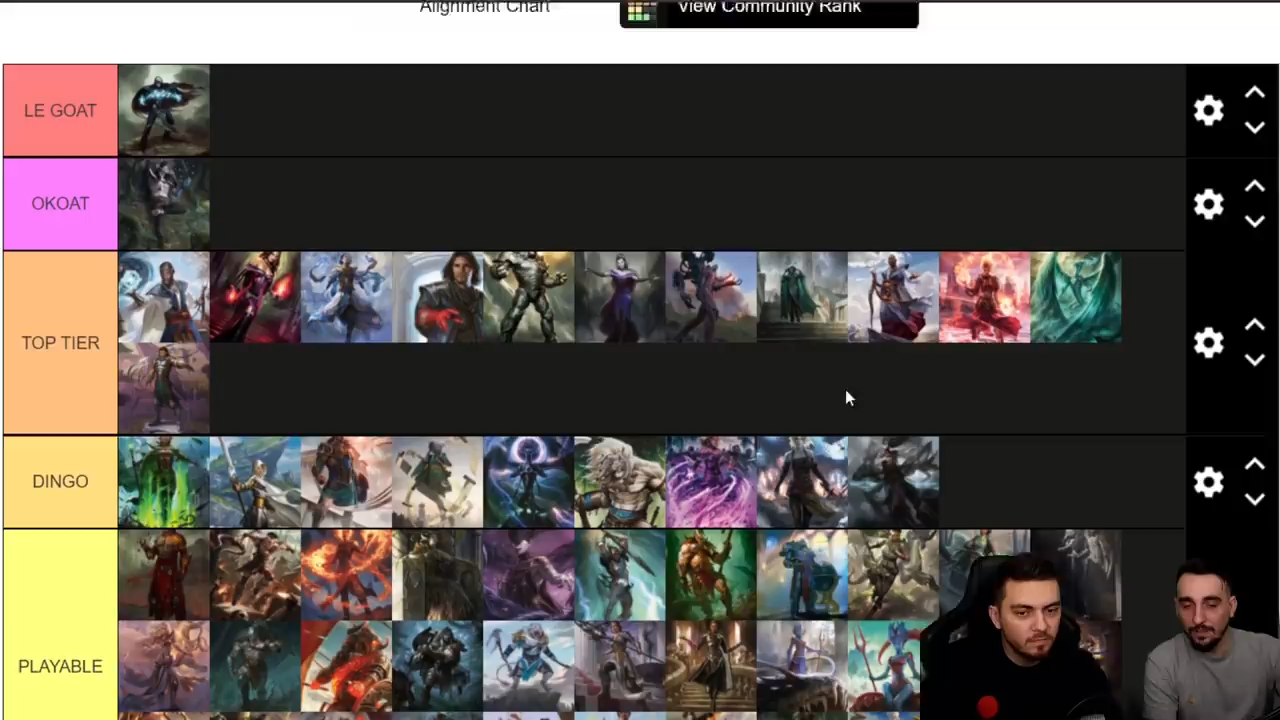 Alignment Chart
View Community Rank
LE GOAT
OKOAT
TOP TIER
DINGO
PLAYABLE